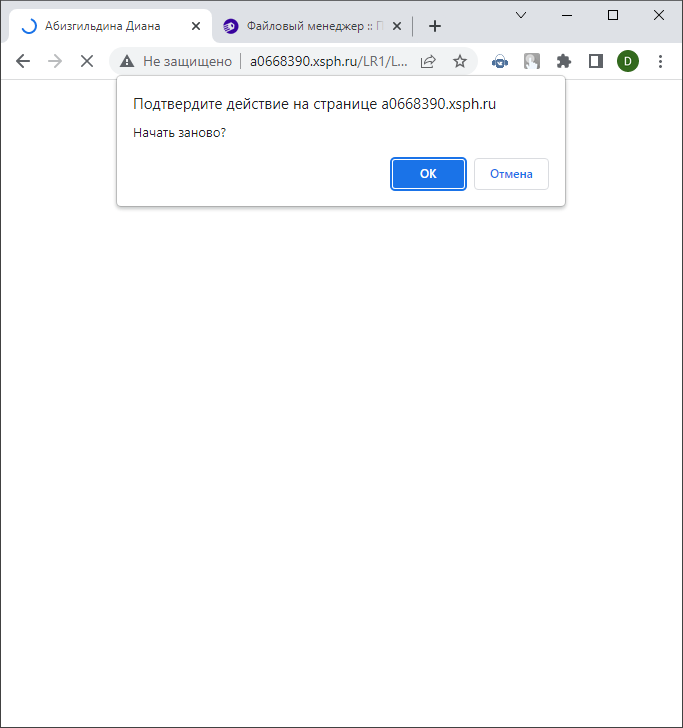 Абизгильдина Диана
Файловый менеджер ::
Не защищено
a0668390.xsph.ru/LR1/L...
D
Подтвердите действие на странице a0668390.xsph.ru
Начать заново?
ОК
Отмена